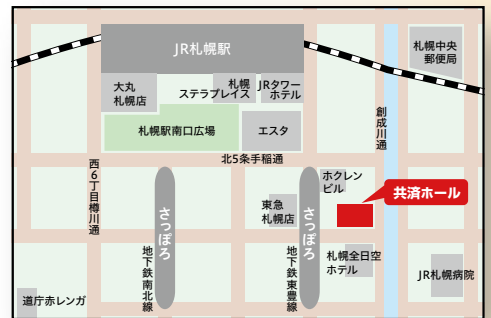 JR札幌駅
札幌中央
郵便局
大丸
札幌店
札幌
ステラプレイス
JRタワー
ホテル
札幌駅南口広場
エスタ
創成川通
北5条手稲通
西6丁目樽川通
さっぽろ
地下鉄南北線
さっぽろ
地下鉄東豊線
ホクレン
ビル
共済ホール
東急
札幌店
札幌全日空
ホテル
JR札幌病院
道庁赤レンガ